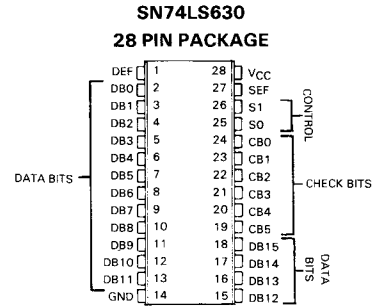 SN74LS630
28 PIN PACKAGE
DEF 1 28 VCC
DB0 2 27 SEF
DB1 3 26 S1
DB2 4 25 S0
DB3 5 24 CB0
DB4 6 23 CB1
DB5 7 22 CB2
DB6 8 21 CB3
DB7 9 20 CB4
DB8 10 19 CB5
DB9 11 18 DB15
DB10 12 17 DB14
DB11 13 16 DB13
GND 14 15 DB12
DATA BITS
CONTROL
CHECK BITS
DATA
BITS